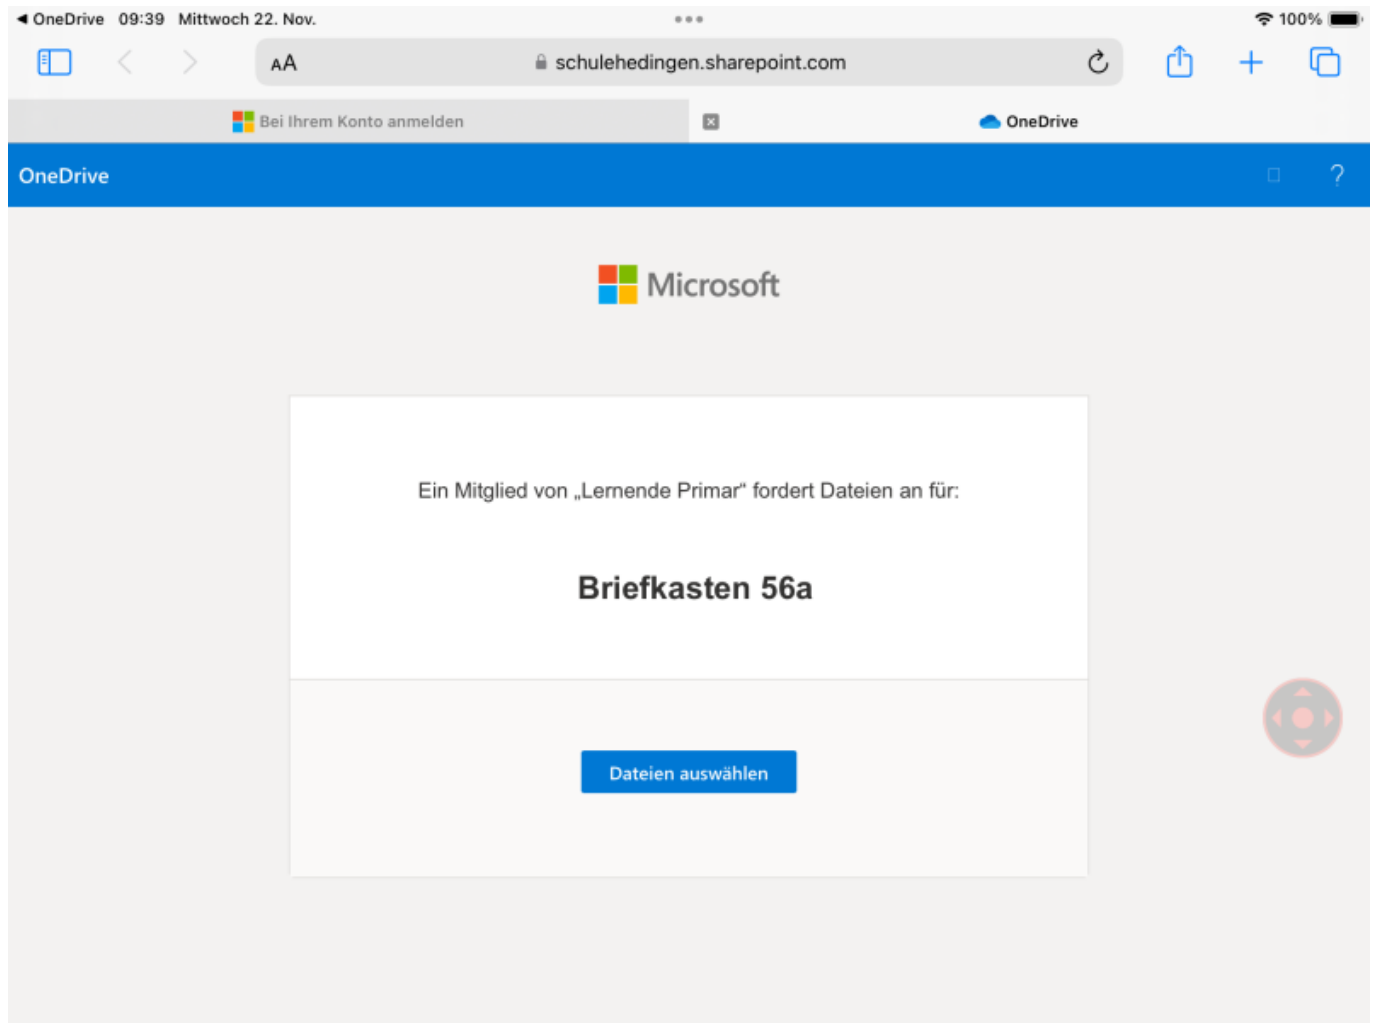 ◀ OneDrive 09:39 Mittwoch 22. Nov. 100%
AA schulehedingen.sharepoint.com
Bei Ihrem Konto anmelden OneDrive
OneDrive ?
Microsoft
Ein Mitglied von „Lernende Primar“ fordert Dateien an für:
Briefkasten 56a
Dateien auswählen